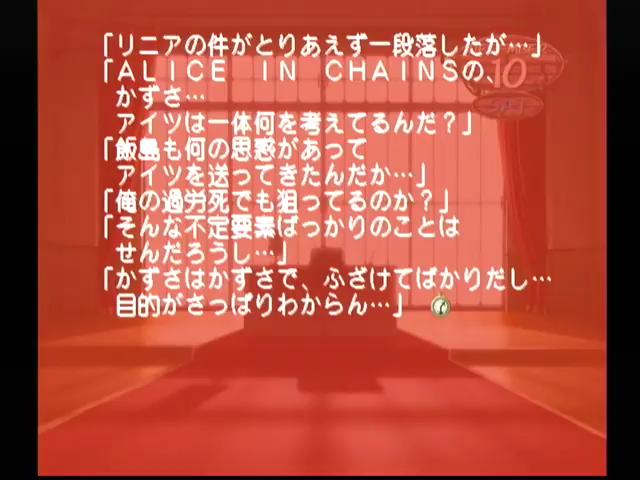 「リニアの件がとりあえず一段落したが…」
「ＡＬＩＣＥ　ＩＮ　ＣＨＡＩＮＳの、
かずさ…
アイツは一体何を考えてるんだ？」
「飯島も何の思惑があって
アイツを送ってきたんだか…」
「俺の過労死でも狙ってるのか？」
「そんな不定要素ばっかりのことは
せんだろうし…」
「かずさはかずさで、ふざけてばかりだし…
目的がさっぱりわからん…」
10